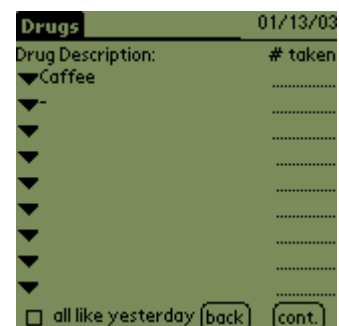 Drugs 01/13/03
Drug Description: # taken
Caffee
-
all like yesterday back cont.